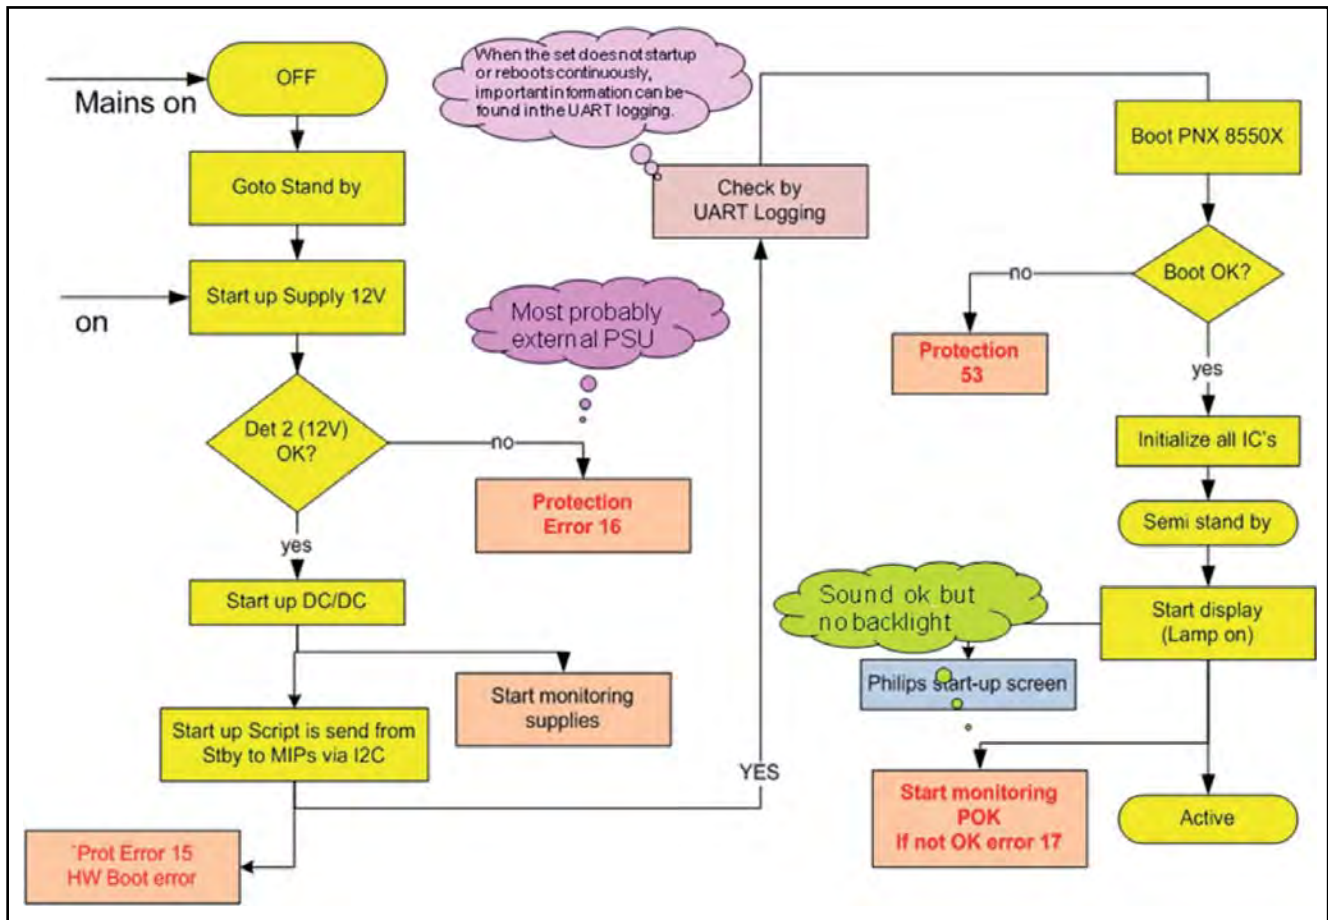 OFF
Mains on
Goto Stand by
Start up Supply 12V
on
Det 2 (12V)
OK?
no
Most probably
external PSU
Protection
Error 16
yes
Start up DC/DC
Start monitoring
supplies
Start up Script is send from
Stby to MIPs via I2C
`Prot Error 15
HW Boot error
YES
When the set does not startup
or reboots continuously,
important information can be
found in the UART logging.
Check by
UART Logging
Boot PNX 8550X
Boot OK?
no
Protection
53
yes
Initialize all IC's
Semi stand by
Start display
(Lamp on)
Sound ok but
no backlight
Philips start-up screen
Start monitoring
POK
If not OK error 17
Active